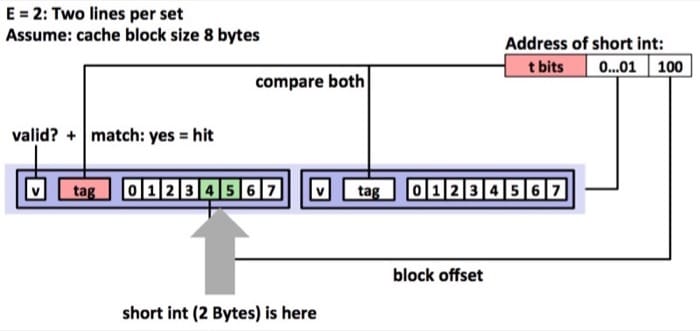 E = 2: Two lines per set
Assume: cache block size 8 bytes
Address of short int:
t bits 0...01 100
compare both
valid? + match: yes = hit
v tag 0 1 2 3 4 5 6 7 v tag 0 1 2 3 4 5 6 7
block offset
short int (2 Bytes) is here